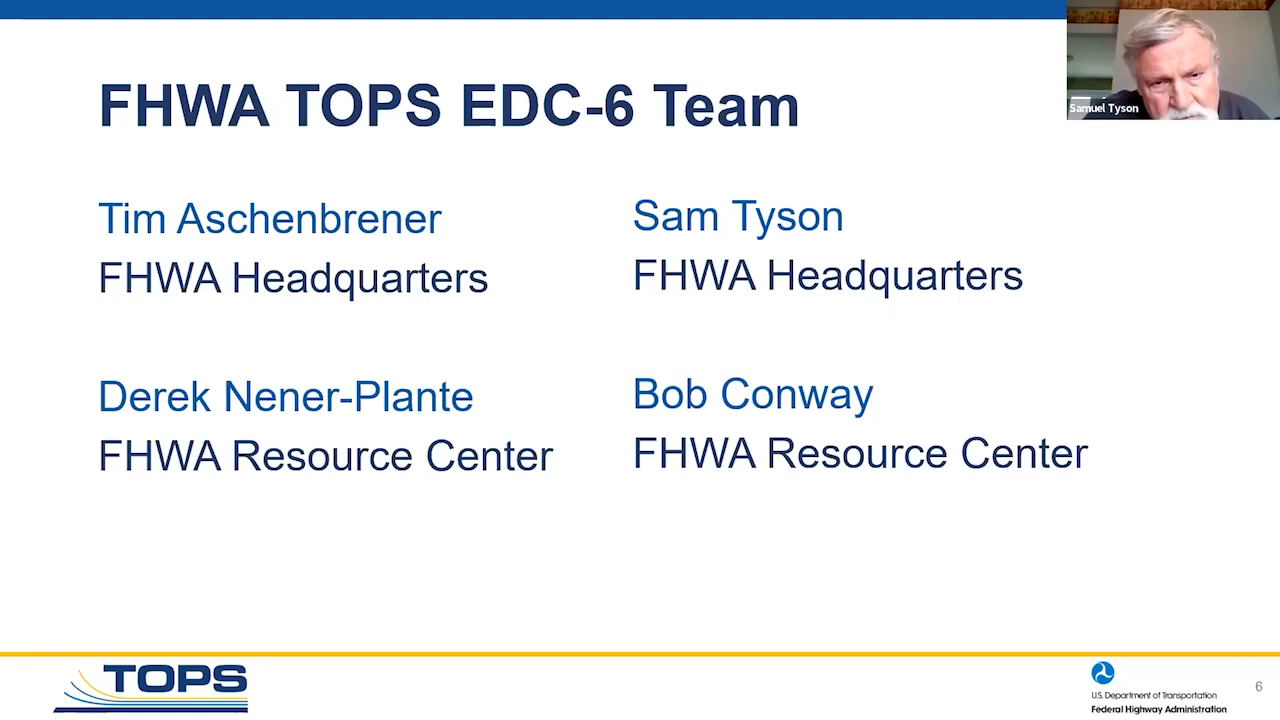 FHWA TOPS EDC-6 Team
Samuel Tyson
Tim Aschenbrener
FHWA Headquarters
Sam Tyson
FHWA Headquarters
Derek Nener-Plante
FHWA Resource Center
Bob Conway
FHWA Resource Center
TOPS
U.S. Department of Transportation
Federal Highway Administration
6